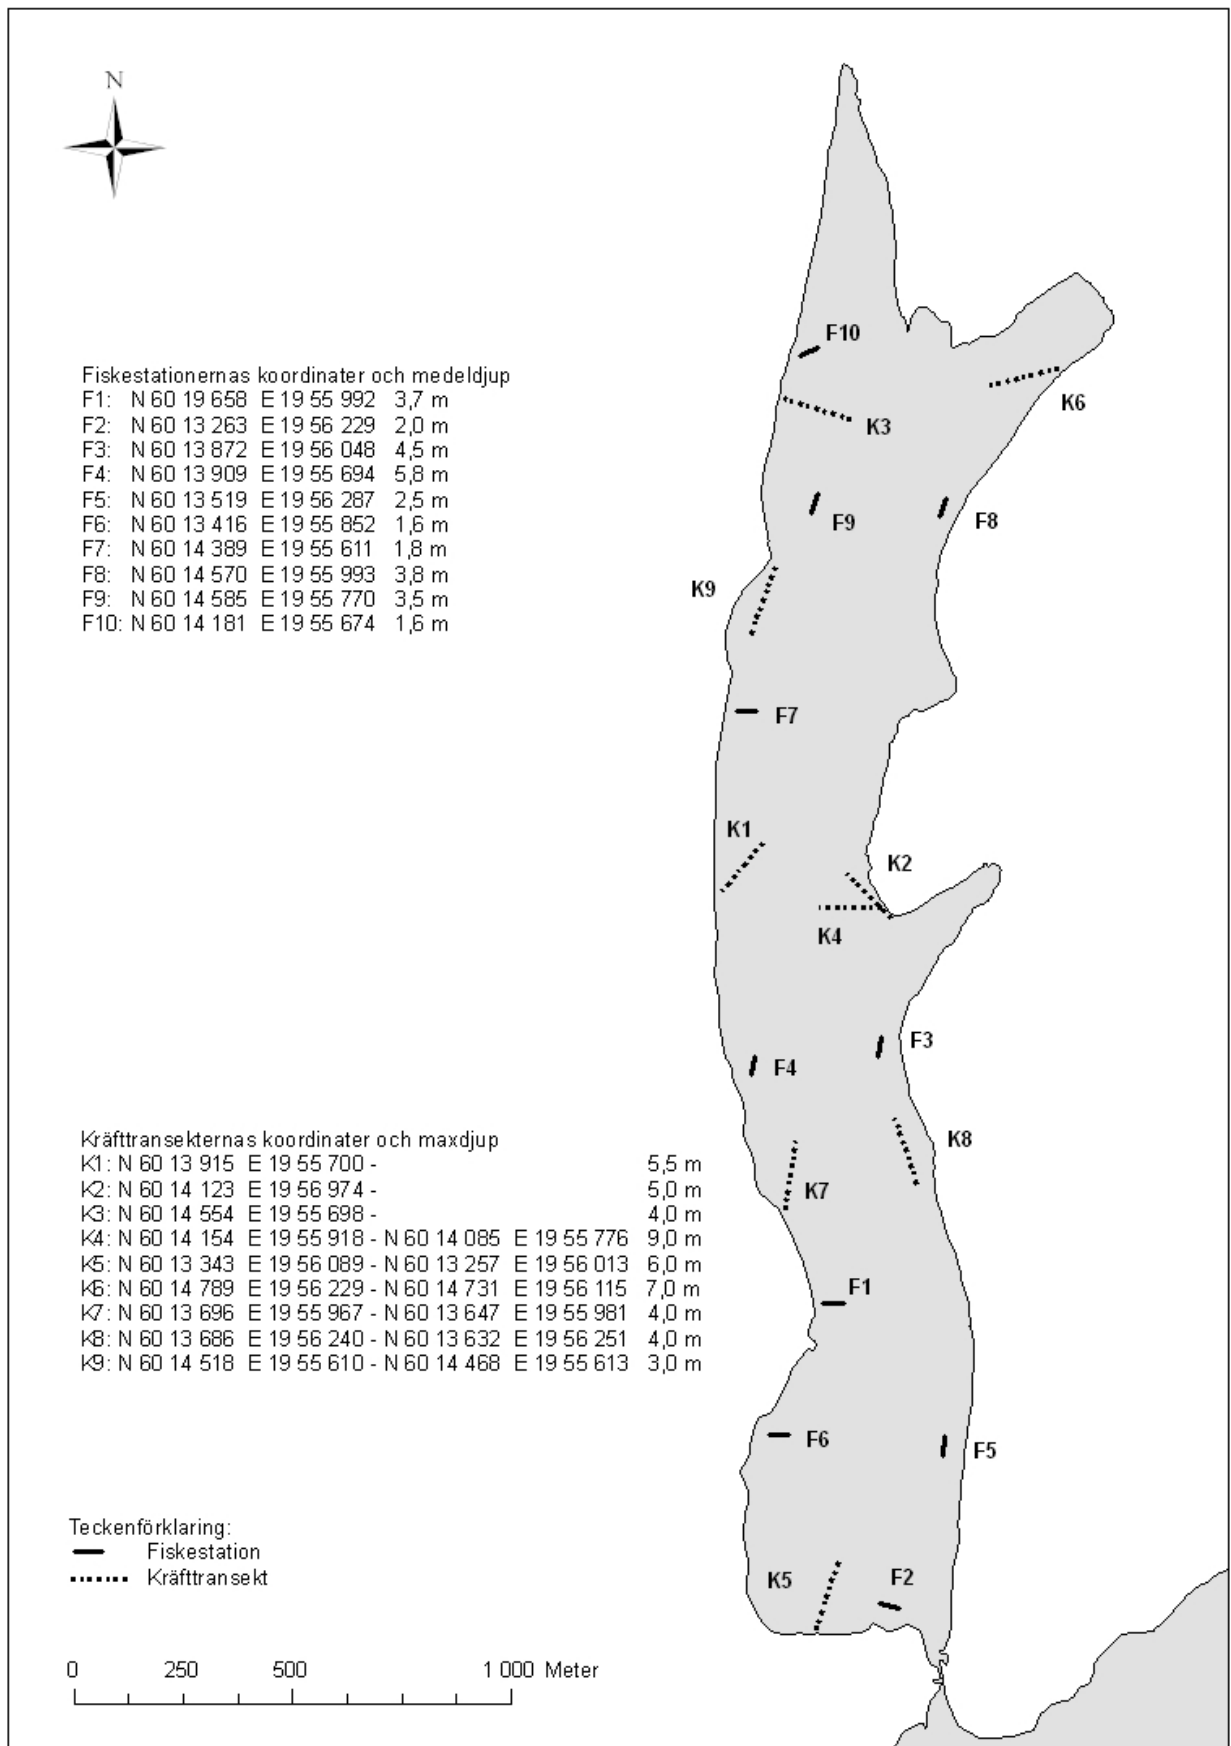 N
Fiskestationernas koordinater och medeldjup
F1: N 60 19 658 E 19 55 992 3,7 m
F2: N 60 13 263 E 19 56 229 2,0 m
F3: N 60 13 872 E 19 56 048 4,5 m
F4: N 60 13 909 E 19 55 694 5,8 m
F5: N 60 13 519 E 19 56 287 2,5 m
F6: N 60 13 416 E 19 55 852 1,6 m
F7: N 60 14 389 E 19 55 611 1,8 m
F8: N 60 14 570 E 19 55 993 3,8 m
F9: N 60 14 585 E 19 55 770 3,5 m
F10: N 60 14 181 E 19 55 674 1,6 m
F10
K6
K3
F9
F8
K9
F7
K1
K2
K4
F3
F4
K8
K7
F1
F6
F5
K5
F2
Kräfttransekternas koordinater och maxdjup
K1: N 60 13 915 E 19 55 700 - 5,5 m
K2: N 60 14 123 E 19 56 974 - 5,0 m
K3: N 60 14 554 E 19 55 698 - 4,0 m
K4: N 60 14 154 E 19 55 918 - N 60 14 085 E 19 55 776 9,0 m
K5: N 60 13 343 E 19 56 089 - N 60 13 257 E 19 56 013 6,0 m
K6: N 60 14 789 E 19 56 229 - N 60 14 731 E 19 56 115 7,0 m
K7: N 60 13 696 E 19 55 967 - N 60 13 647 E 19 55 981 4,0 m
K8: N 60 13 686 E 19 56 240 - N 60 13 632 E 19 56 251 4,0 m
K9: N 60 14 518 E 19 55 610 - N 60 14 468 E 19 55 613 3,0 m
Teckenförklaring:
Fiskestation
Kräfttransekt
0 250 500 1 000 Meter